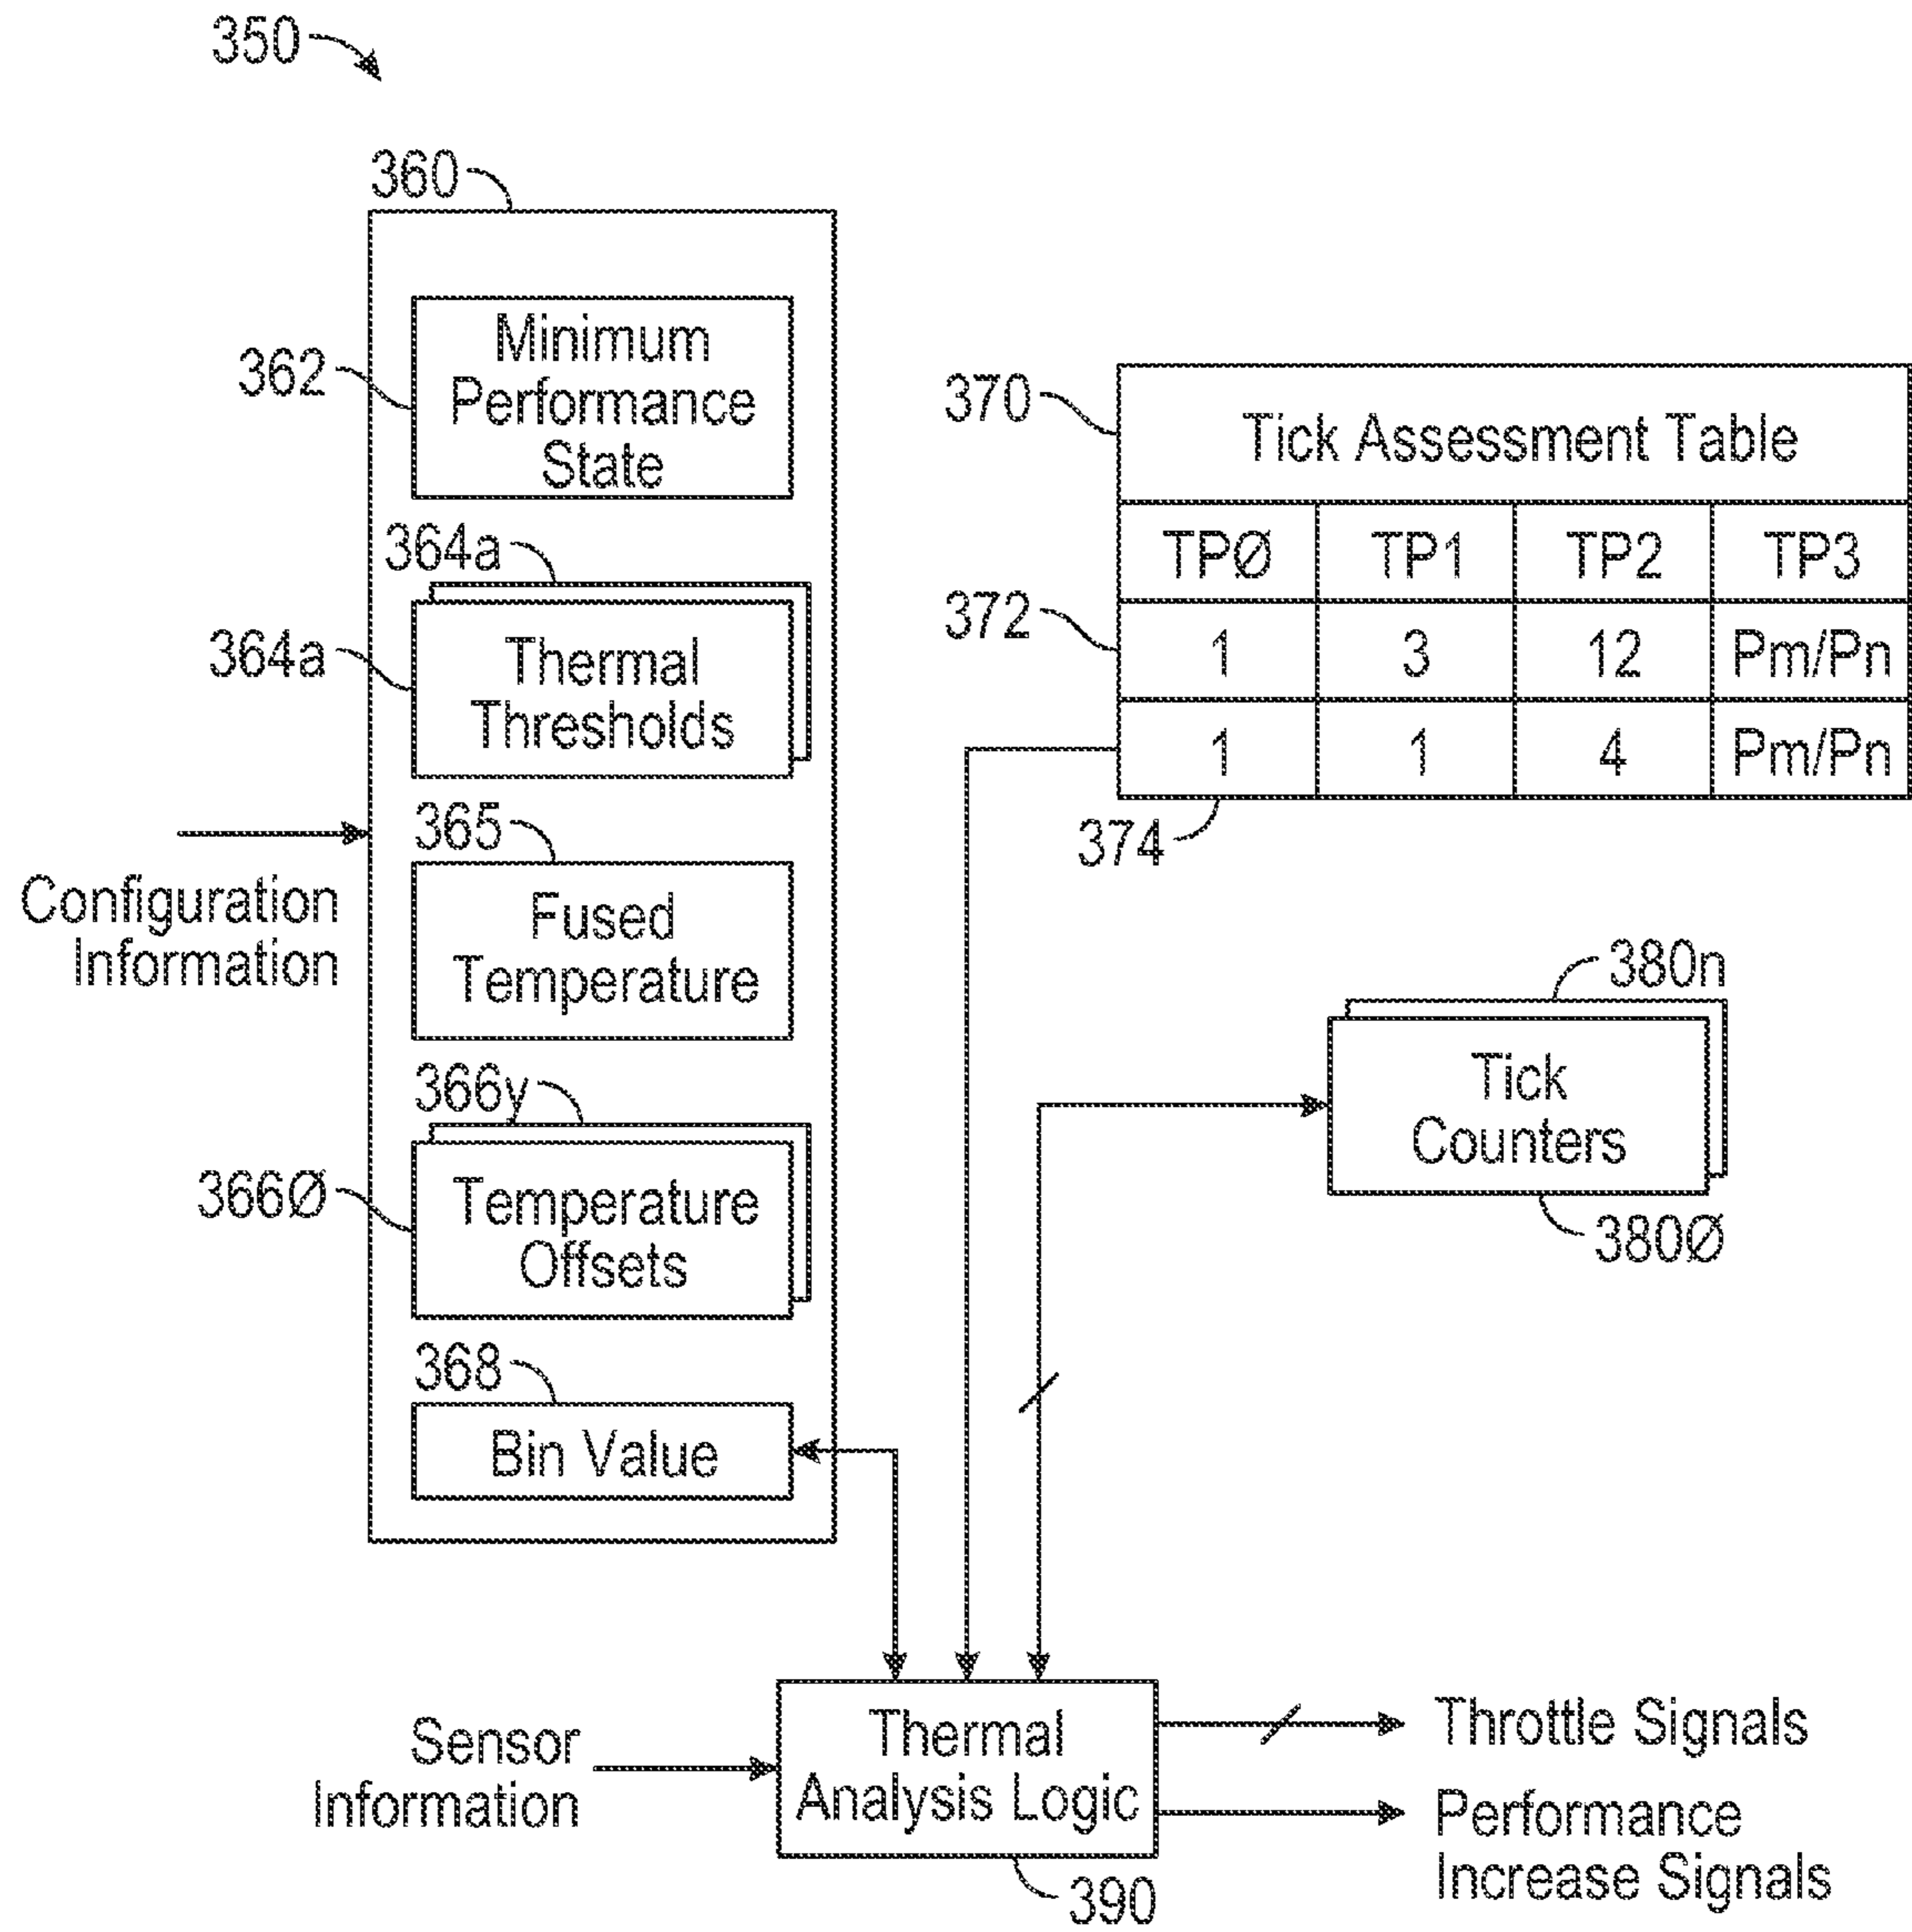 350
360
Minimum
Performance
State
362
364a
364a
Thermal
Thresholds
365
Fused
Temperature
Configuration
Information
366y
366Ø
Temperature
Offsets
368
Bin Value
370
Tick Assessment Table
TPØ TP1 TP2 TP3
372
1 3 12 Pm/Pn
1 1 4 Pm/Pn
374
380n
Tick
Counters
380Ø
Sensor
Information
Thermal
Analysis Logic
390
Throttle Signals
Performance
Increase Signals